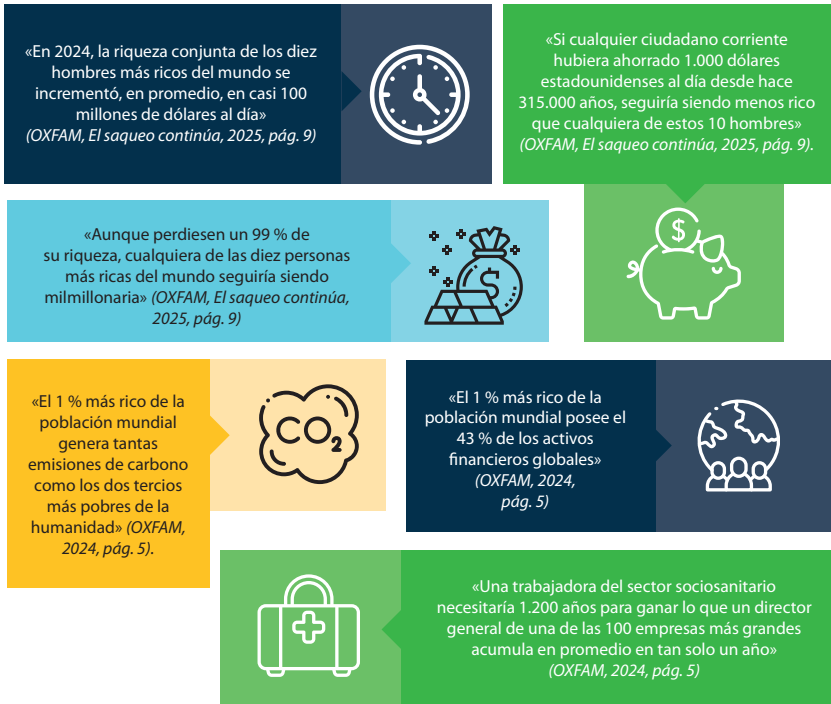 «En 2024, la riqueza conjunta de los diez
hombres más ricos del mundo se
incrementó, en promedio, en casi 100
millones de dólares al día»
(OXFAM, El saqueo continúa, 2025, pág. 9)
«Si cualquier ciudadano corriente
hubiera ahorrado 1.000 dólares
estadounidenses al día desde hace
315.000 años, seguiría siendo menos rico
que cualquiera de estos 10 hombres»
(OXFAM, El saqueo continúa, 2025, pág. 9).
«Aunque perdiesen un 99 % de
su riqueza, cualquiera de las diez personas
más ricas del mundo seguiría siendo
milmillonaria» (OXFAM, El saqueo continúa,
2025, pág. 9)
$
$
«El 1 % más rico de la
población mundial
genera tantas
emisiones de carbono
como los dos tercios
más pobres de la
humanidad» (OXFAM,
2024, pág. 5).
CO2
«El 1 % más rico de la
población mundial posee el
43 % de los activos
financieros globales»
(OXFAM, 2024,
pág. 5)
«Una trabajadora del sector sociosanitario
necesitaría 1.200 años para ganar lo que un director
general de una de las 100 empresas más grandes
acumula en promedio en tan solo un año»
(OXFAM, 2024, pág. 5)